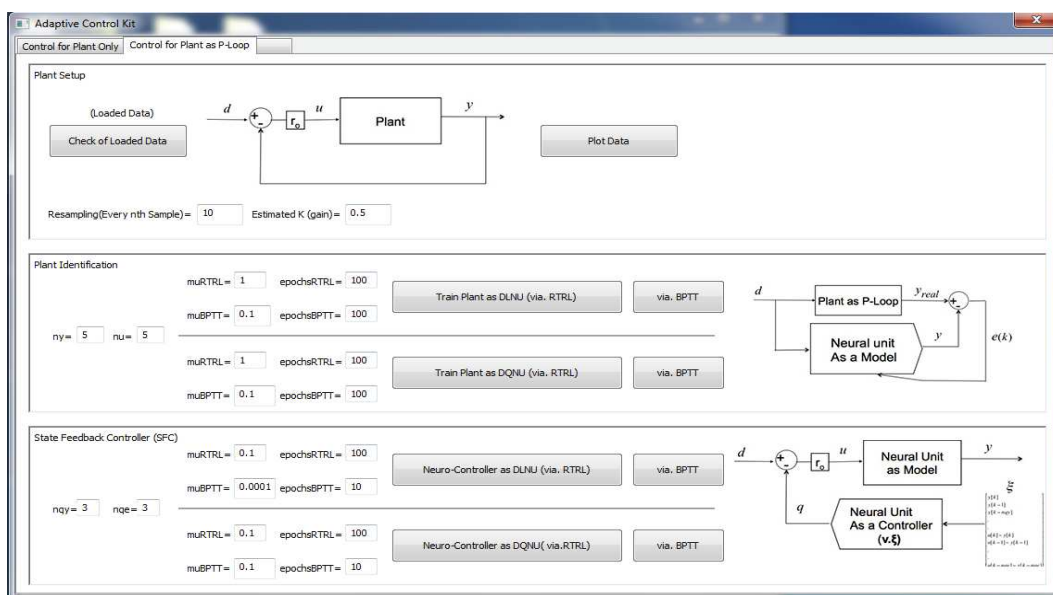 Adaptive Control Kit
Control for Plant Only
Control for Plant as P-Loop
Plant Setup
(Loaded Data)
Check of Loaded Data
d
+
-
r_o
u
Plant
y
Plot Data
Resampling(Every nth Sample)= 10
Estimated K (gain)= 0.5
Plant Identification
muRTRL= 1
epochsRTRL= 100
Train Plant as DLNU (via. RTRL)
via. BPTT
muBPTT= 0.1
epochsBPTT= 100
ny= 5
nu= 5
muRTRL= 1
epochsRTRL= 100
Train Plant as DQNU (via. RTRL)
via. BPTT
muBPTT= 0.1
epochsBPTT= 100
d
Plant as P-Loop
y_real
+
-
Neural unit
As a Model
y
e(k)
State Feedback Controller (SFC)
muRTRL= 0.1
epochsRTRL= 100
Neuro-Controller as DLNU (via. RTRL)
via. BPTT
muBPTT= 0.0001
epochsBPTT= 10
nqy= 3
nqe= 3
muRTRL= 0.1
epochsRTRL= 100
Neuro-Controller as DQNU( via.RTRL)
via. BPTT
muBPTT= 0.1
epochsBPTT= 10
d
+
-
r_o
u
Neural Unit
as Model
y
q
Neural Unit
As a Controller
(v.ξ)
ξ
y[k]
y[k-1]